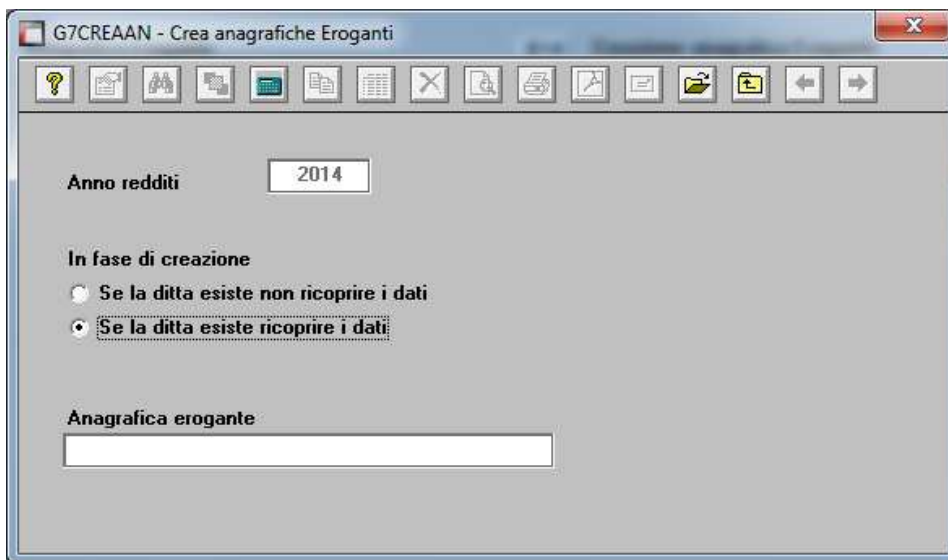 G7CREAAN - Crea anagrafiche Eroganti
Anno redditi 2014
In fase di creazione
Se la ditta esiste non ricoprire i dati
Se la ditta esiste ricoprire i dati
Anagrafica erogante